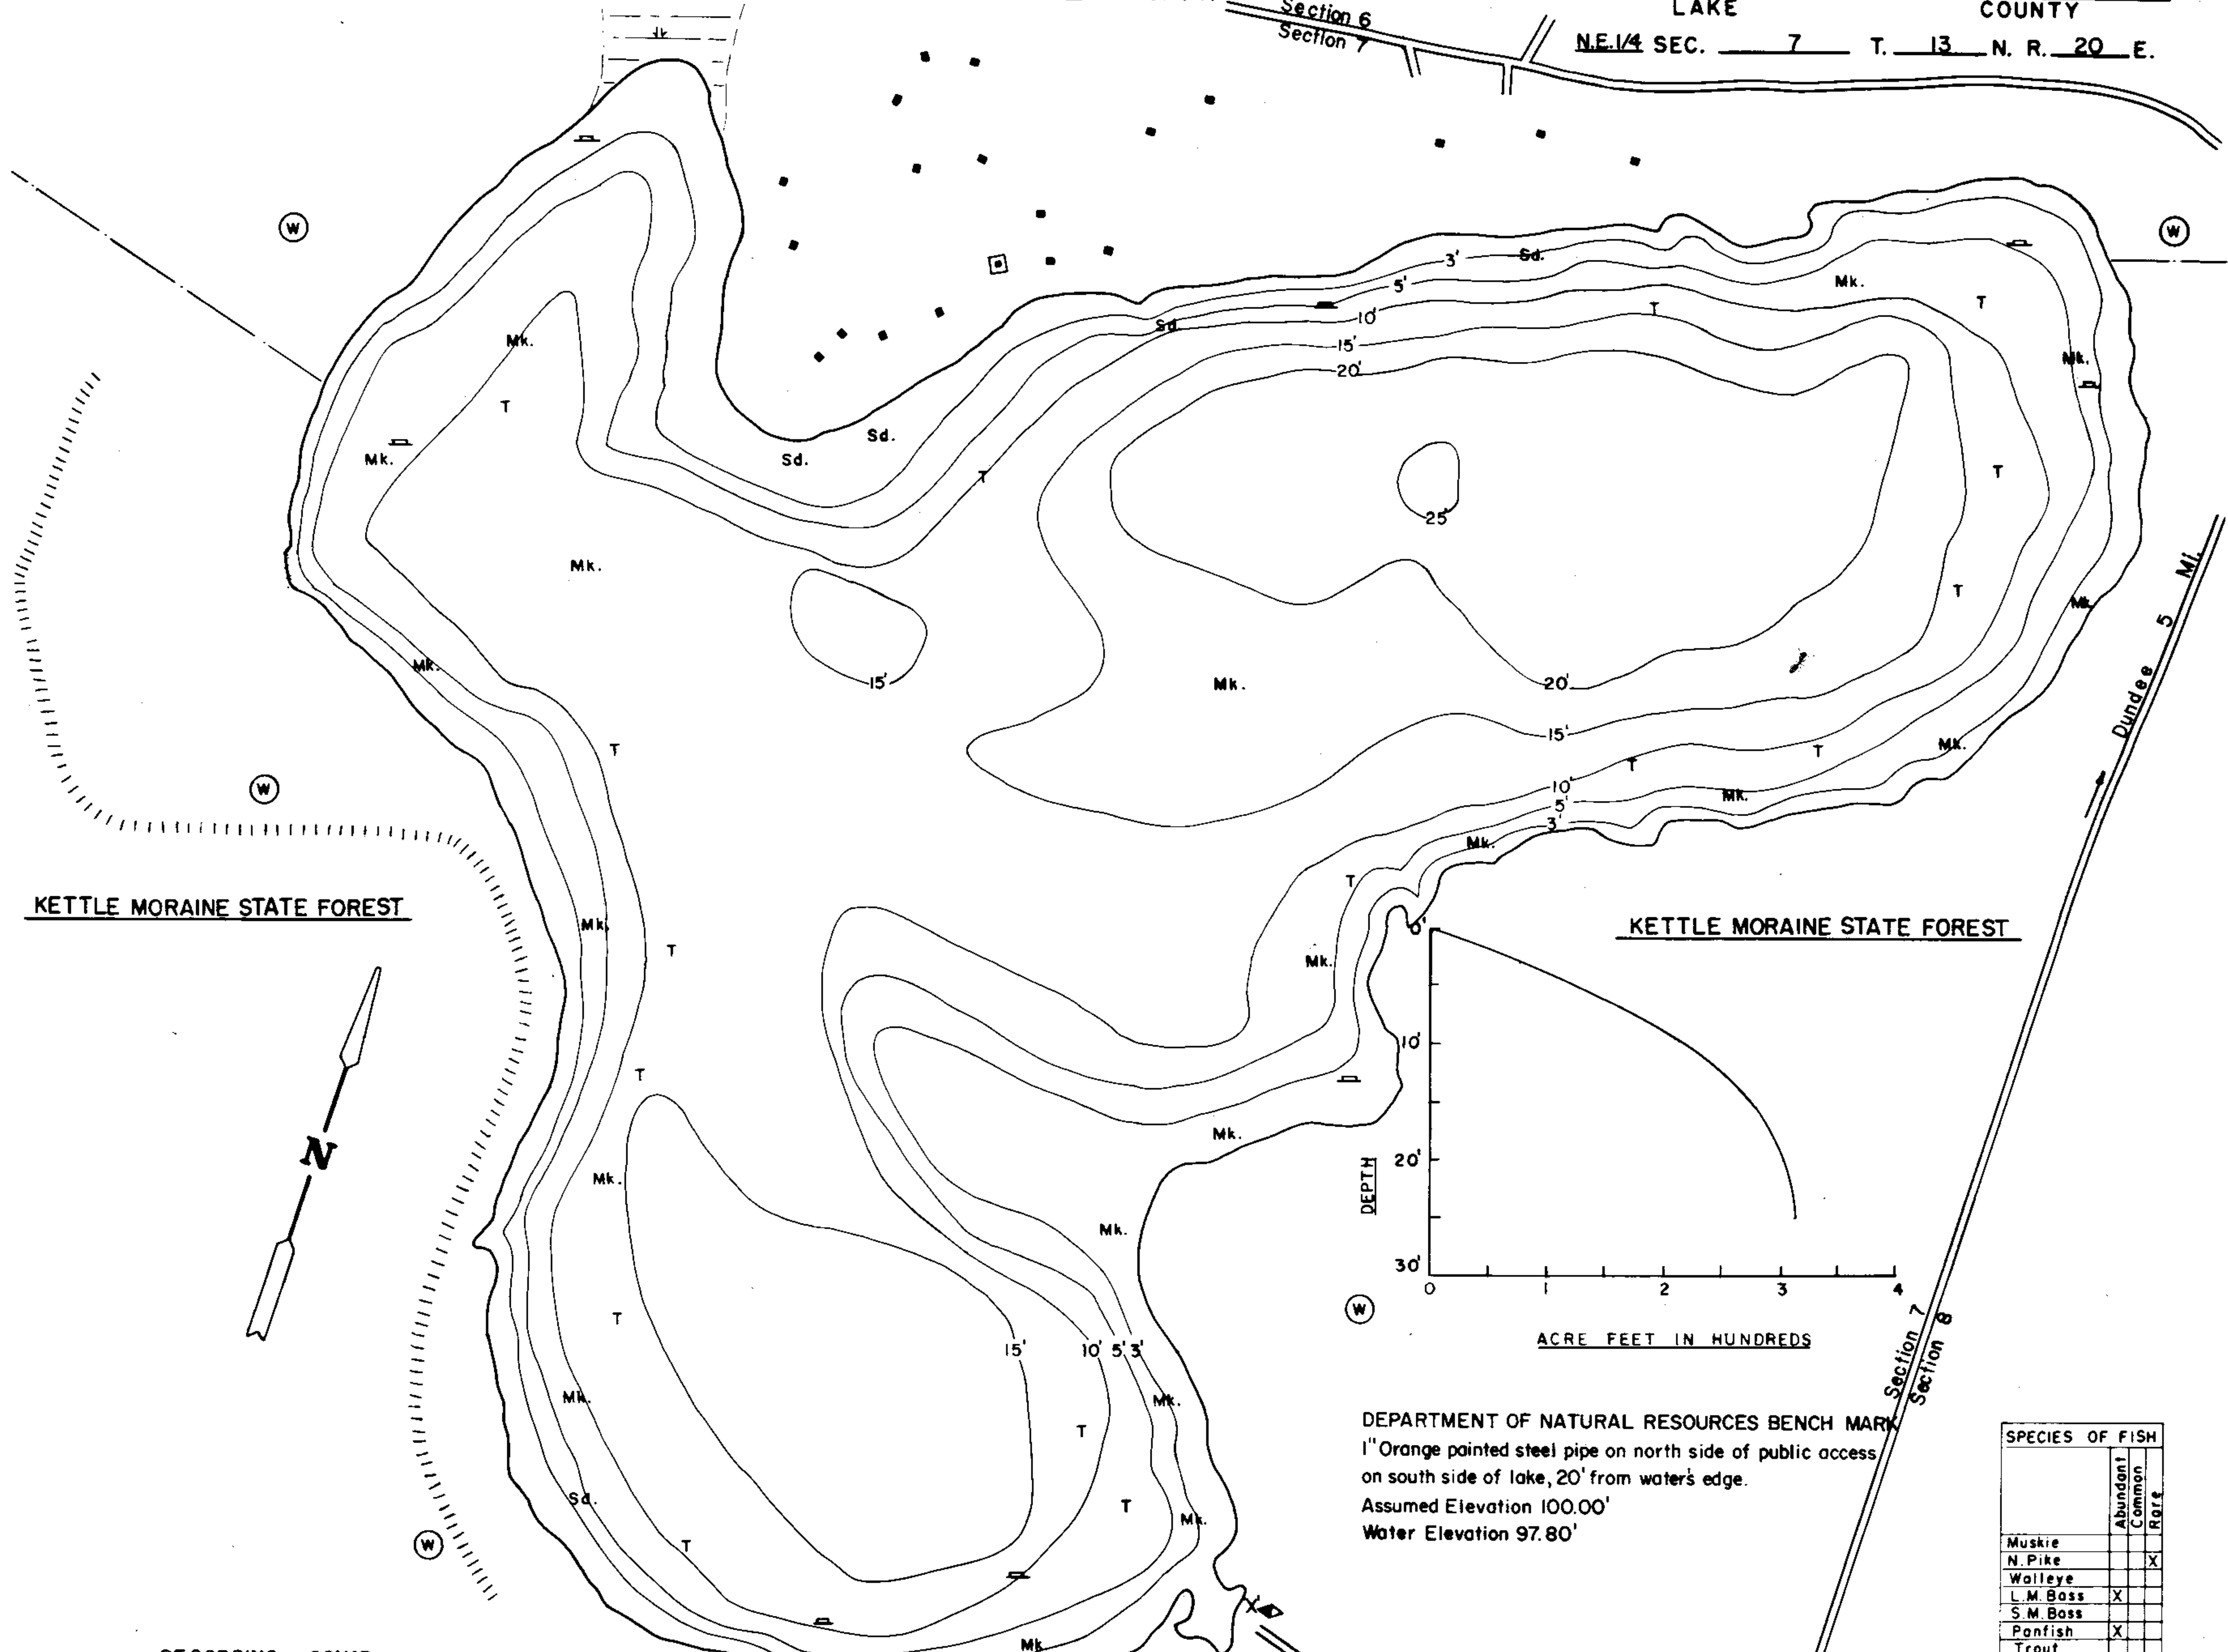 LAKE COUNTY
N.E.1/4 SEC. 7 T. 13 N. R. 20 E.
Section 6
Section 7
W
W
3'
Sd.
5'
Mk.
T
T
10'
Sd.
15'
Mk.
Mk.
20'
T
Sd.
Mk.
Sd.
T
T
25'
Mk.
T
Mk.
Mk.
15'
Mk.
20'
Dundee 5 Mi.
T
15'
T
T
Mk.
W
10'
Mk.
5'
3'
Mk.
T
KETTLE MORAINE STATE FOREST
Mk.
T
Mk.
KETTLE MORAINE STATE FOREST
0'
10'
20'
30'
DEPTH
0 1 2 3 4
ACRE FEET IN HUNDREDS
T
N
Mk.
Mk.
Mk.
W
T
15' 10' 5' 3'
Section 7
Section 8
Mk.
Mk.
T
Sd.
T
Mk.
T
W
DEPARTMENT OF NATURAL RESOURCES BENCH MARK
1" Orange painted steel pipe on north side of public access
on south side of lake, 20' from water's edge.
Assumed Elevation 100.00'
Water Elevation 97.80'
SPECIES OF FISH
Abundant
Common
Rare
Muskie
N. Pike X
Walleye
L.M. Bass X
S.M. Bass
Panfish X
Trout
X
Mk.